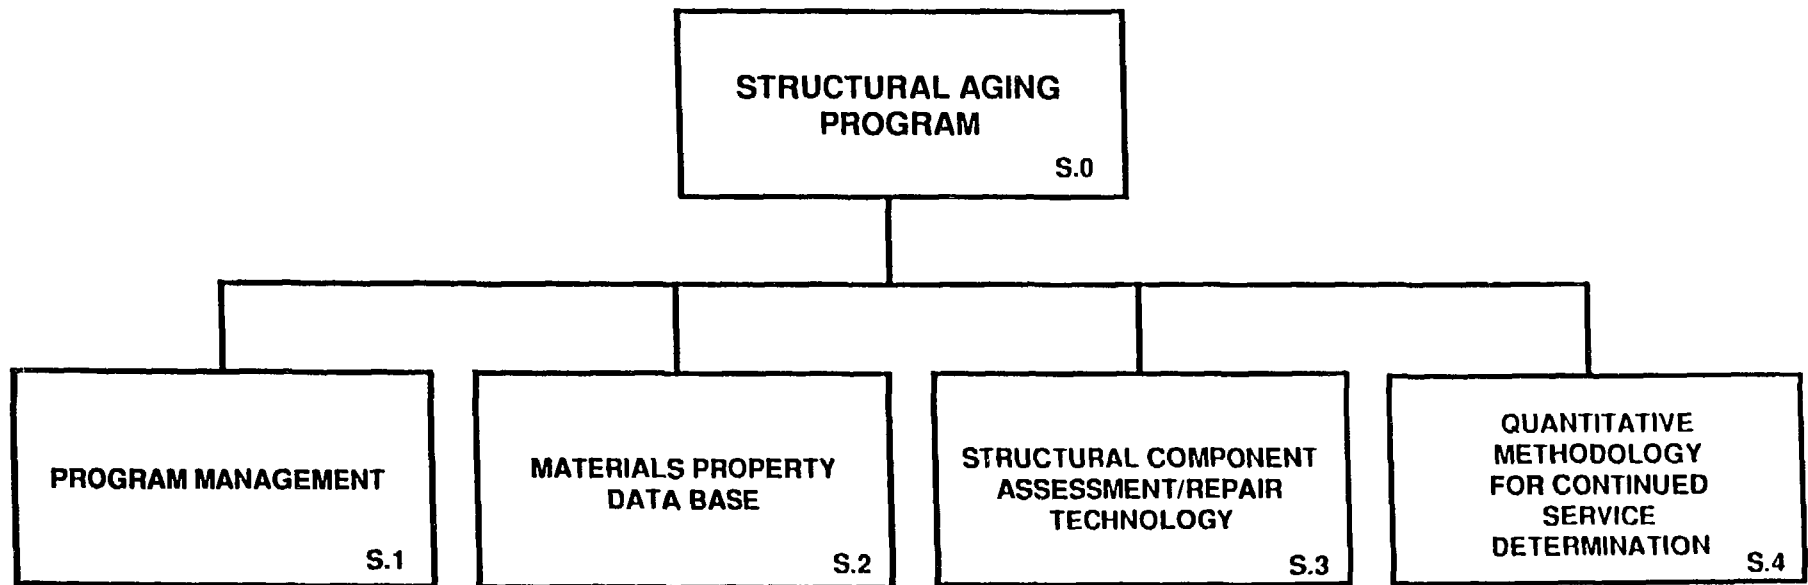 STRUCTURAL AGING
PROGRAM
S.0
PROGRAM MANAGEMENT
S.1
MATERIALS PROPERTY
DATA BASE
S.2
STRUCTURAL COMPONENT
ASSESSMENT/REPAIR
TECHNOLOGY
S.3
QUANTITATIVE
METHODOLOGY
FOR CONTINUED
SERVICE
DETERMINATION
S.4